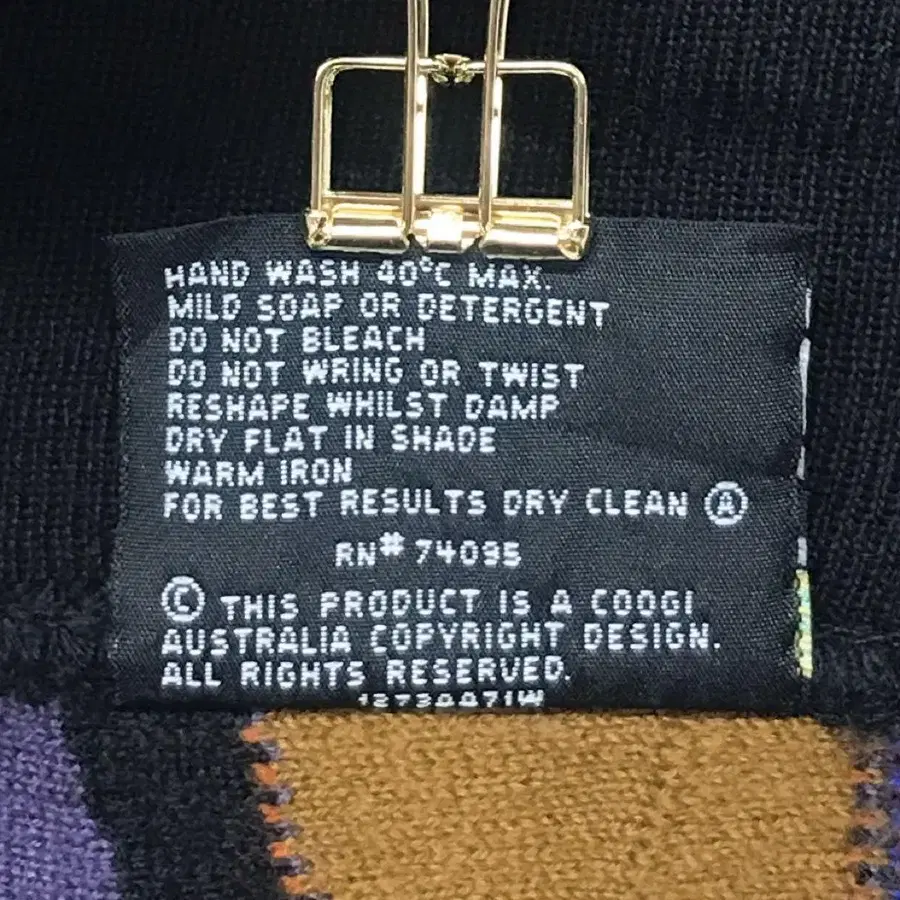 HAND WASH 40°C MAX.
MILD SOAP OR DETERGENT
DO NOT BLEACH
DO NOT WRING OR TWIST
RESHAPE WHILST DAMP
DRY FLAT IN SHADE
WARM IRON
FOR BEST RESULTS DRY CLEAN Ⓐ
RN# 74095
© THIS PRODUCT IS A COOGI
AUSTRALIA COPYRIGHT DESIGN.
ALL RIGHTS RESERVED.